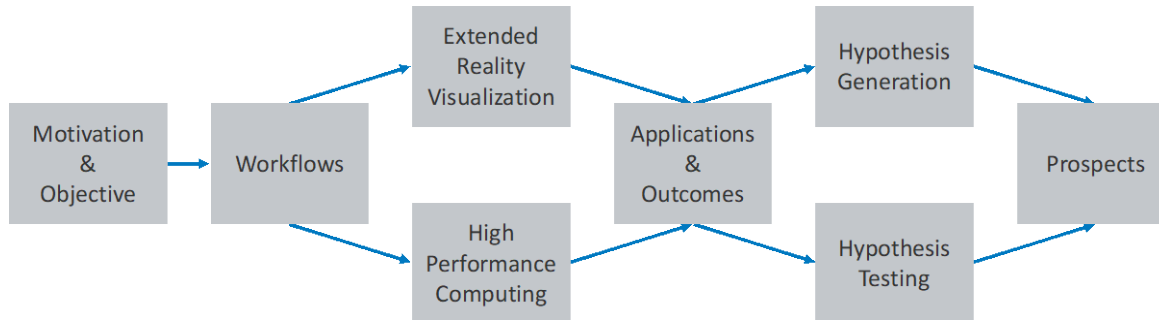 Motivation
&
Objective
Workflows
Extended
Reality
Visualization
High
Performance
Computing
Applications
&
Outcomes
Hypothesis
Generation
Hypothesis
Testing
Prospects